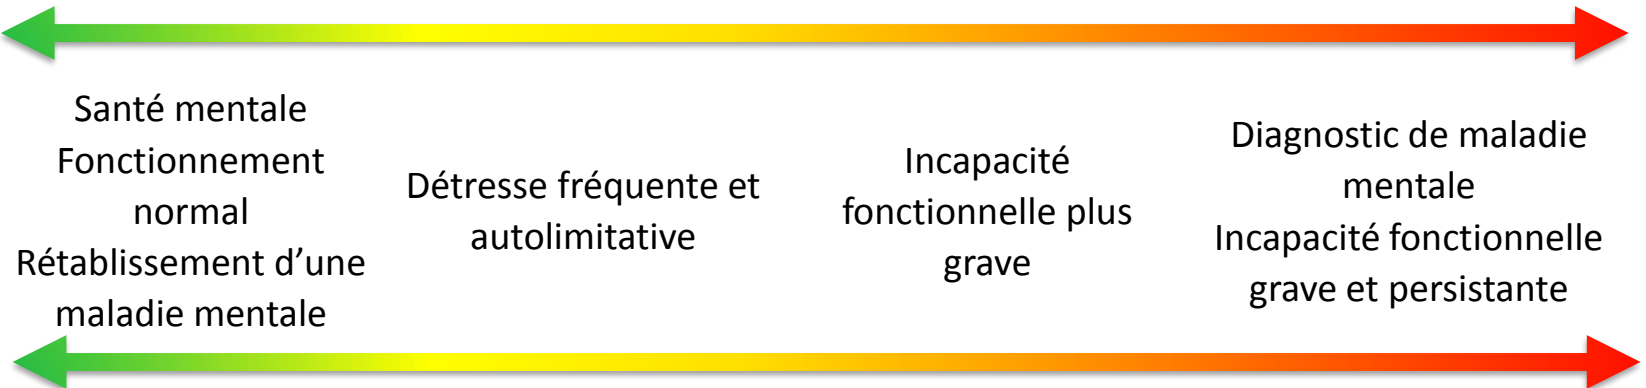 Santé mentale
Fonctionnement
normal
Rétablissement d’une
maladie mentale
Détresse fréquente et
autolimitative
Incapacité
fonctionnelle plus
grave
Diagnostic de maladie
mentale
Incapacité fonctionnelle
grave et persistante